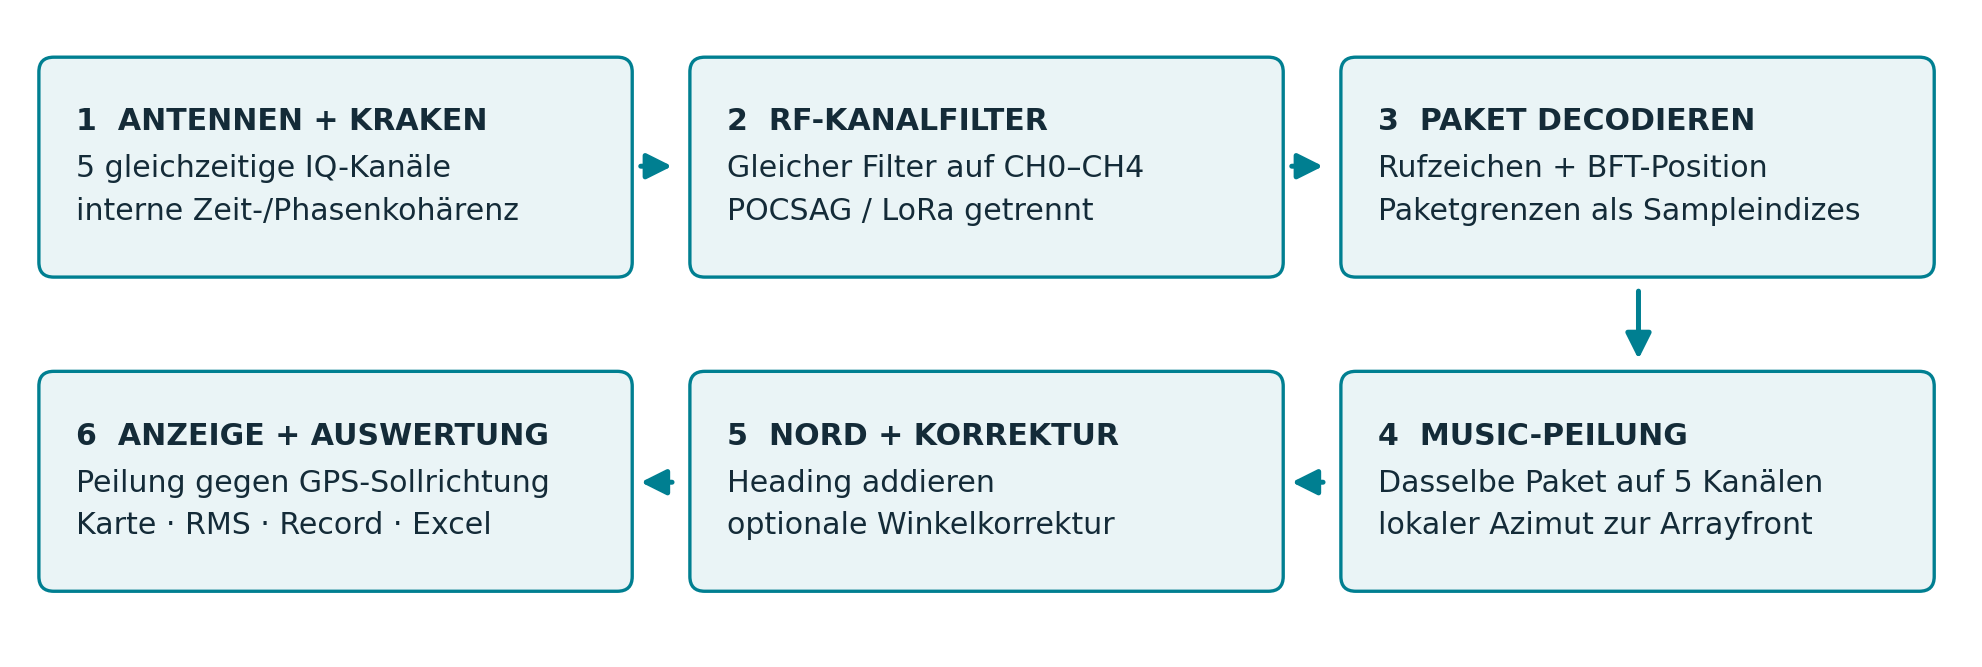 1 ANTENNEN + KRAKEN
5 gleichzeitige IQ-Kanäle
interne Zeit-/Phasenkohärenz
2 RF-KANALFILTER
Gleicher Filter auf CH0–CH4
POCSAG / LoRa getrennt
3 PAKET DECODIEREN
Rufzeichen + BFT-Position
Paketgrenzen als Sampleindizes
4 MUSIC-PEILUNG
Dasselbe Paket auf 5 Kanälen
lokaler Azimut zur Arrayfront
5 NORD + KORREKTUR
Heading addieren
optionale Winkelkorrektur
6 ANZEIGE + AUSWERTUNG
Peilung gegen GPS-Sollrichtung
Karte · RMS · Record · Excel